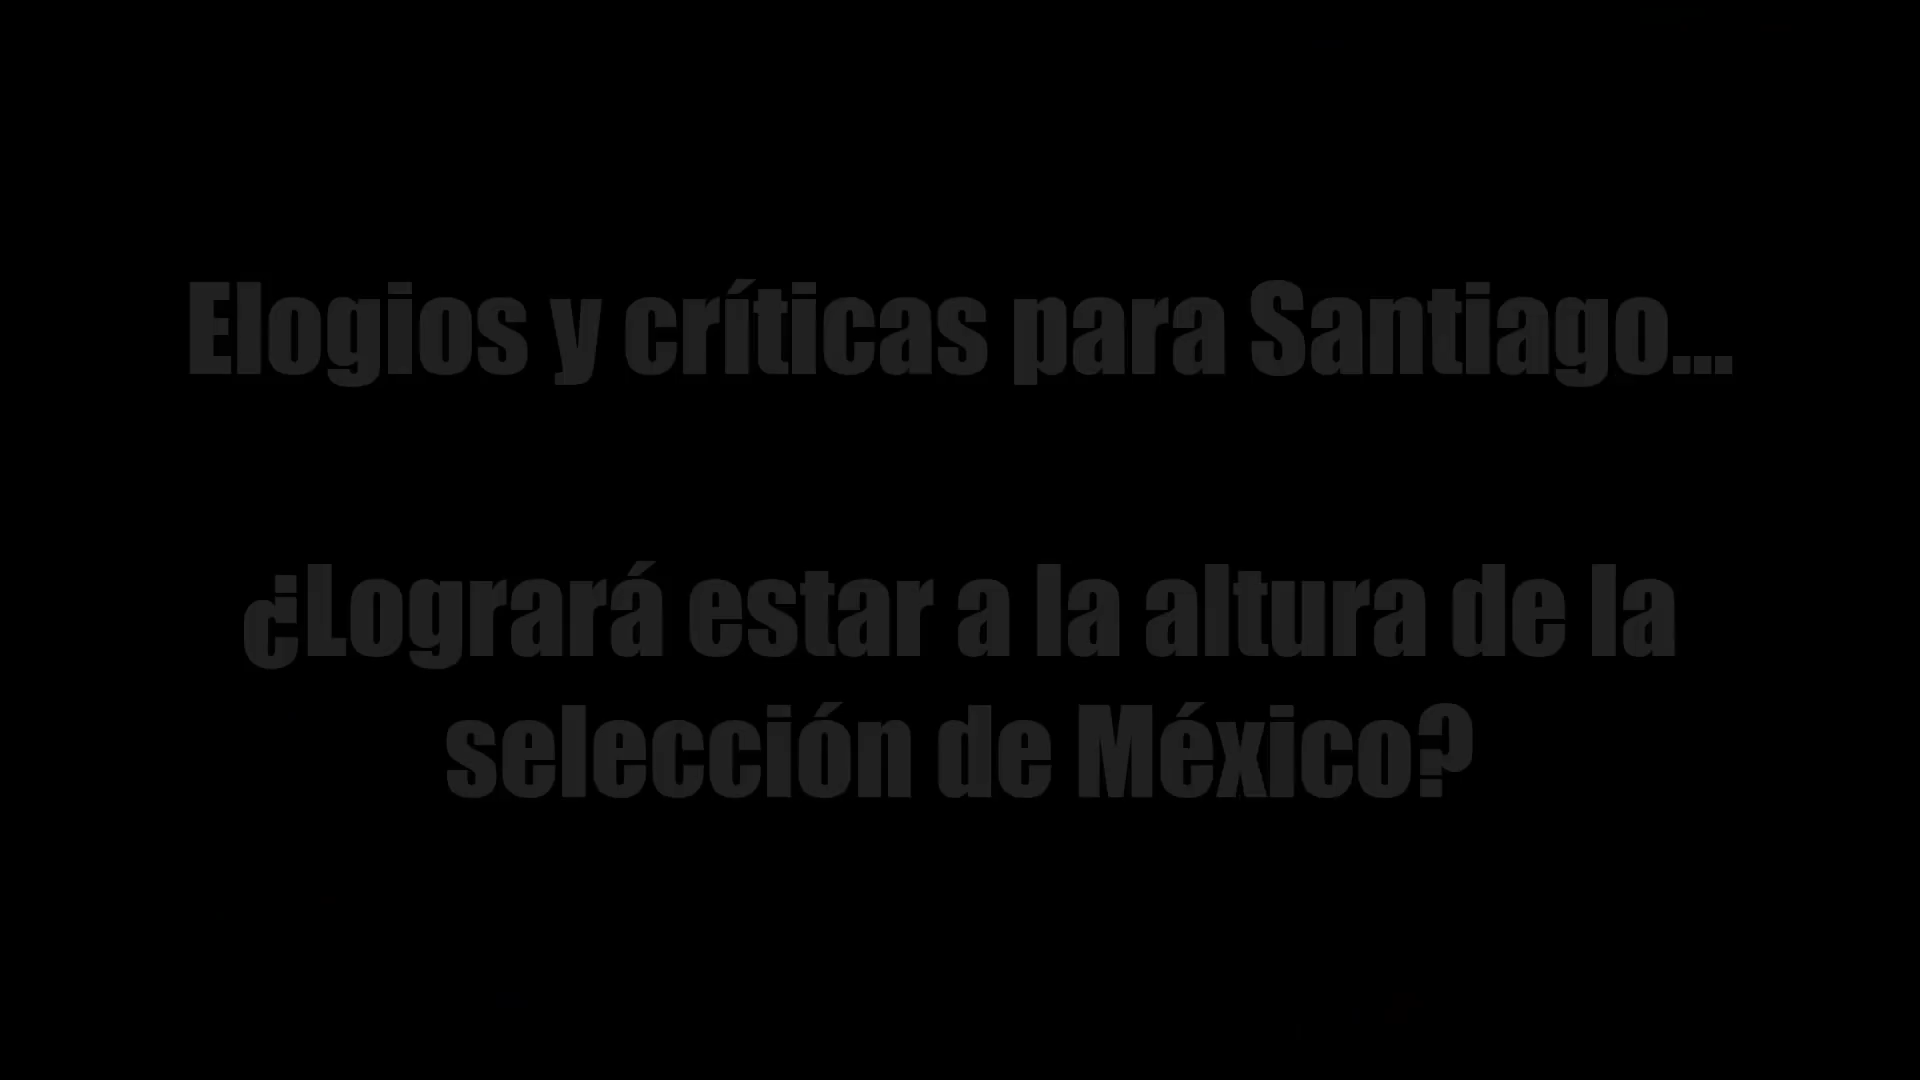 Elogios y críticas para Santiago...
¿Logrará estar a la altura de la
selección de México?